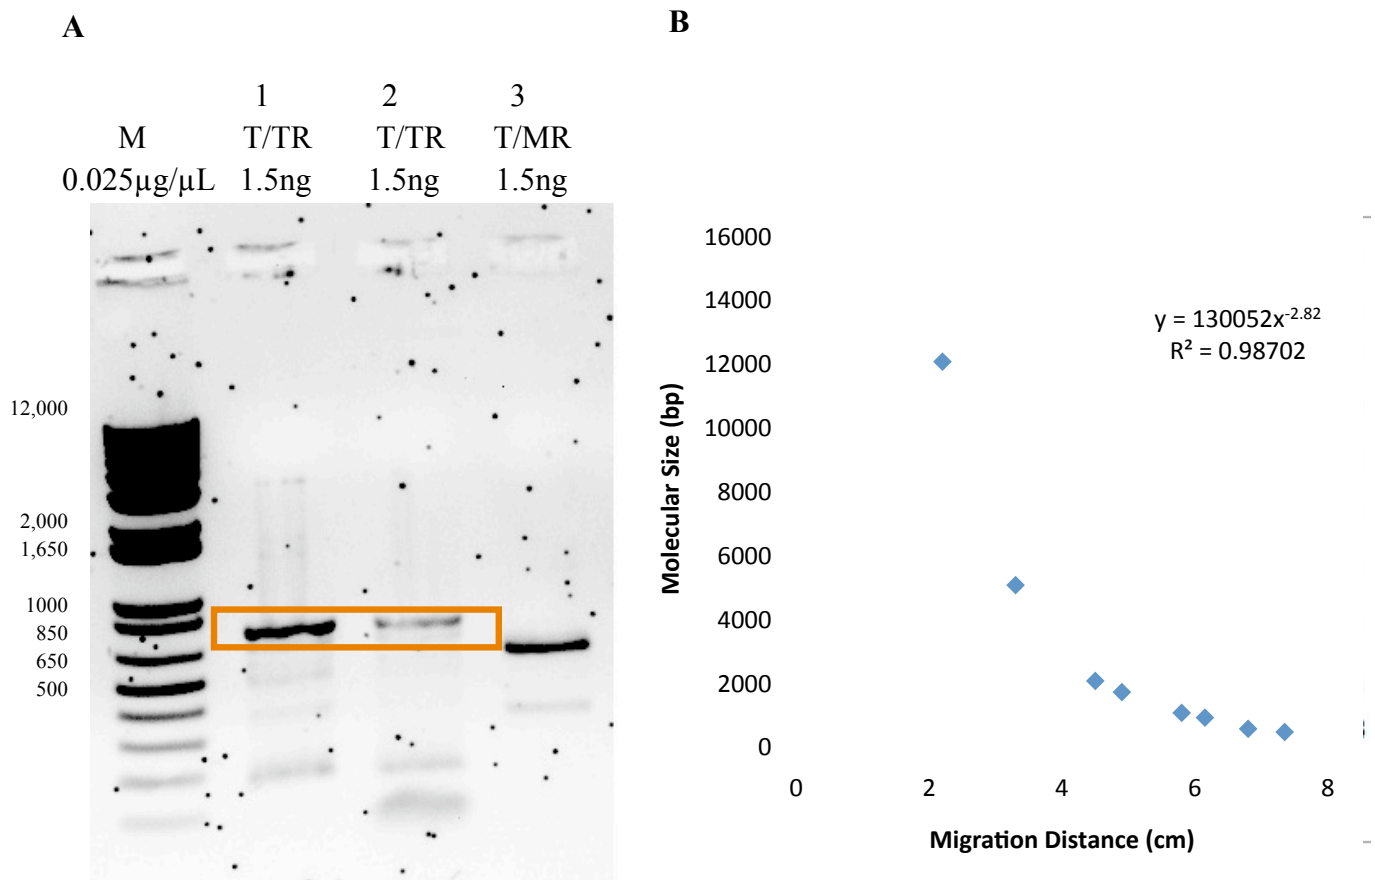 A
1 2 3
M T/TR T/TR T/MR
0.025µg/µL 1.5ng 1.5ng 1.5ng
12,000
2,000
1,650
1000
850
650
500
B
16000
14000
12000
10000
8000
6000
4000
2000
0
y = 130052x^-2.82
R² = 0.98702
Molecular Size (bp)
0 2 4 6 8
Migration Distance (cm)